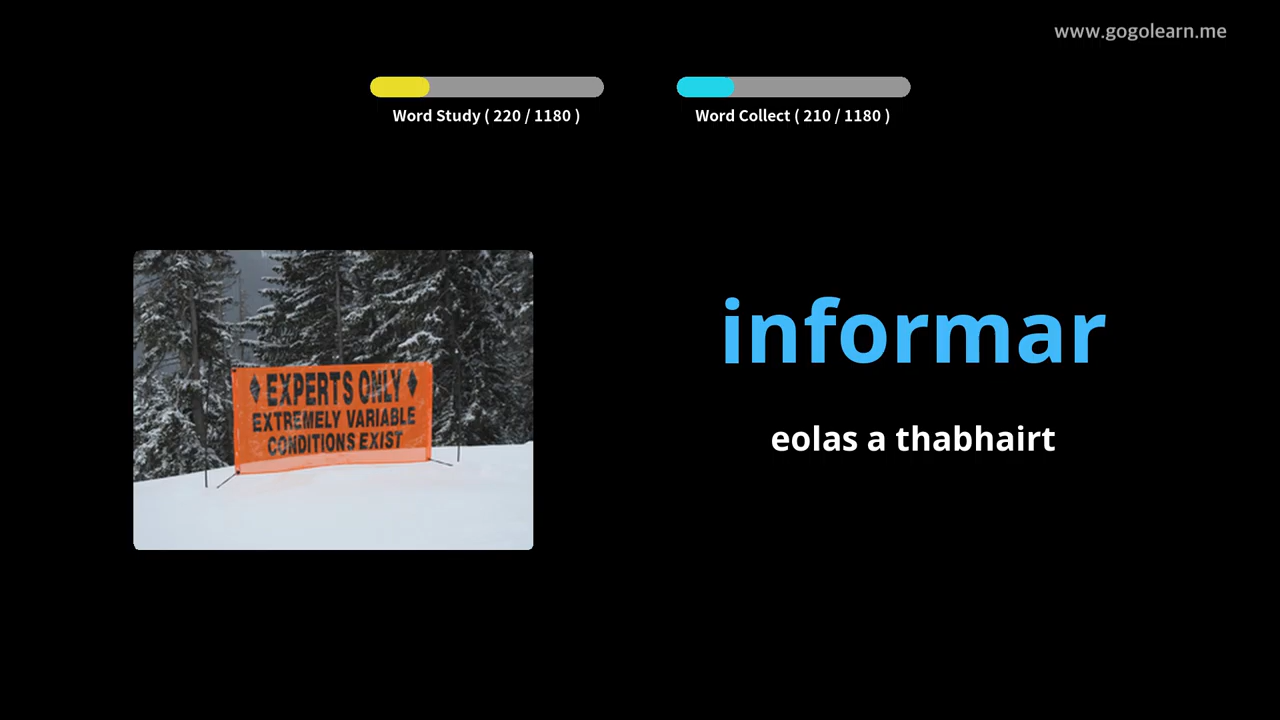 www.gogolearn.me
Word Study ( 220 / 1180 )
Word Collect ( 210 / 1180 )
EXPERTS ONLY
EXTREMELY VARIABLE
CONDITIONS EXIST
informar
eolas a thabhairt